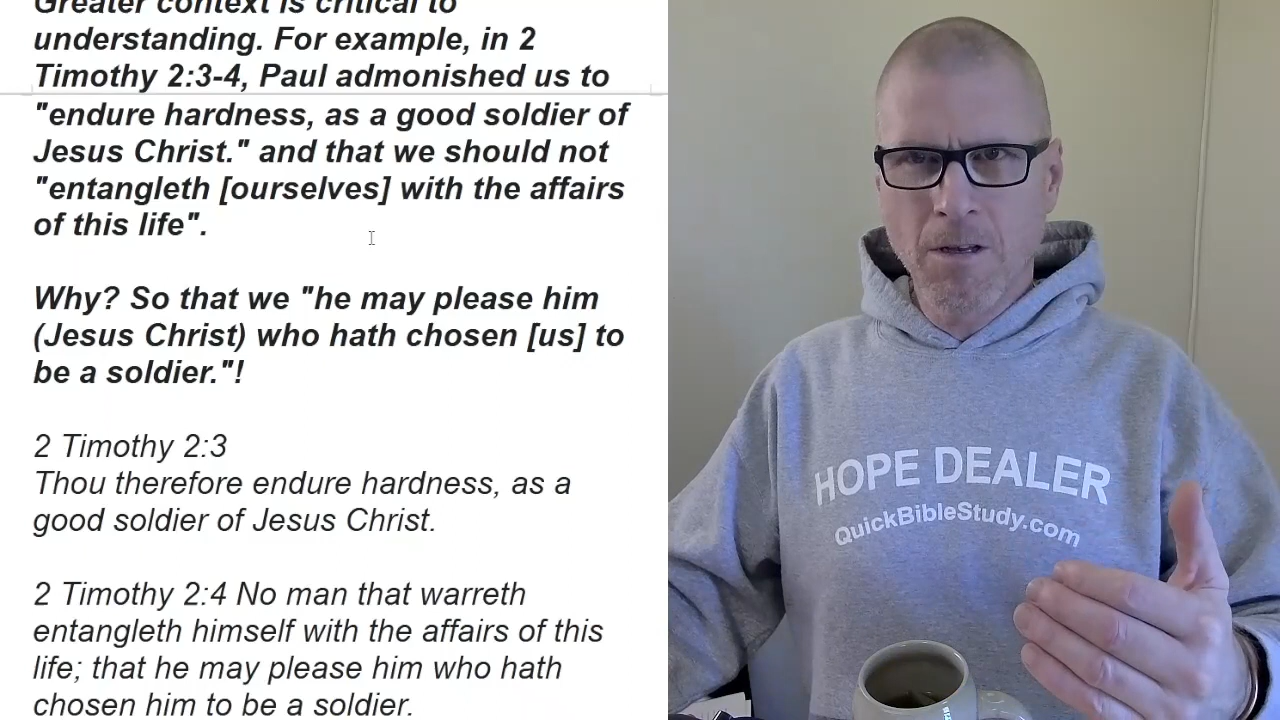 Greater context is critical to
understanding. For example, in 2
Timothy 2:3-4, Paul admonished us to
"endure hardness, as a good soldier of
Jesus Christ." and that we should not
"entangleth [ourselves] with the affairs
of this life".
Why? So that we "he may please him
(Jesus Christ) who hath chosen [us] to
be a soldier."!
2 Timothy 2:3
Thou therefore endure hardness, as a
good soldier of Jesus Christ.
2 Timothy 2:4 No man that warreth
entangleth himself with the affairs of this
life; that he may please him who hath
chosen him to be a soldier.
HOPE DEALER
QuickBibleStudy.com